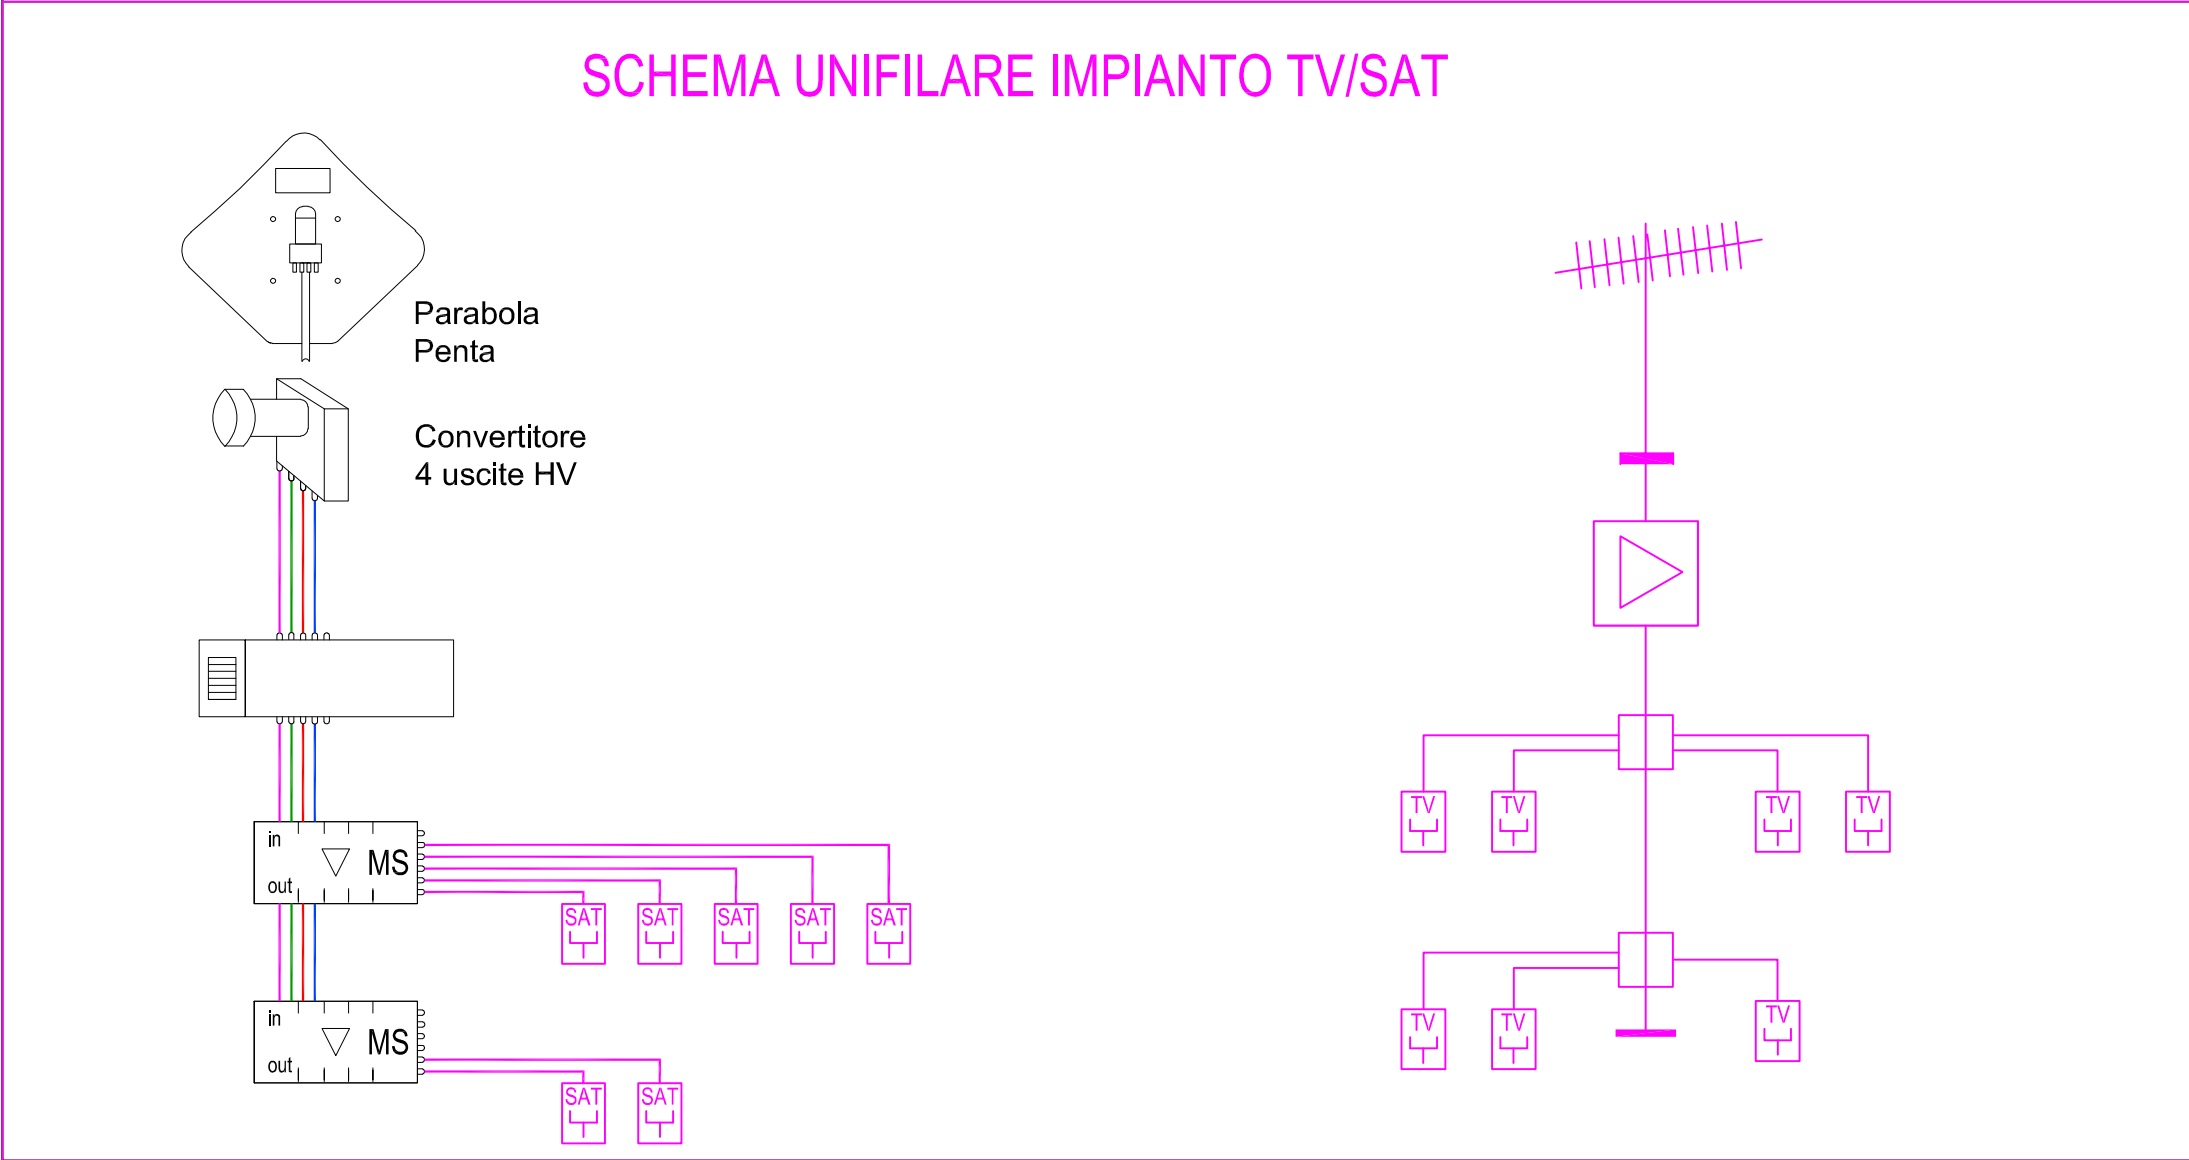 SCHEMA UNIFILARE IMPIANTO TV/SAT
Parabola
Penta
Convertitore
4 uscite HV
in
MS
out
SAT SAT SAT SAT SAT
in
MS
out
SAT SAT
TV TV TV TV
TV TV TV